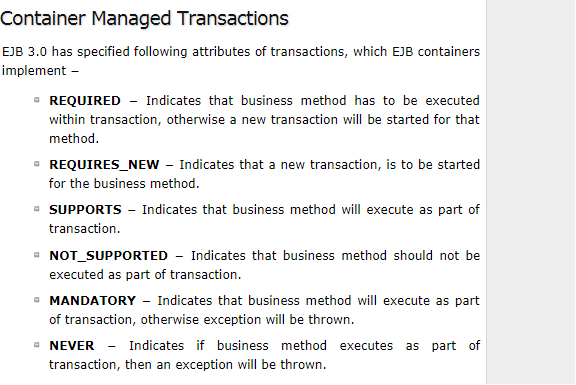 Container Managed Transactions
EJB 3.0 has specified following attributes of transactions, which EJB containers
implement −
REQUIRED − Indicates that business method has to be executed
within transaction, otherwise a new transaction will be started for that
method.
REQUIRES_NEW − Indicates that a new transaction, is to be started
for the business method.
SUPPORTS − Indicates that business method will execute as part of
transaction.
NOT_SUPPORTED − Indicates that business method should not be
executed as part of transaction.
MANDATORY − Indicates that business method will execute as part
of transaction, otherwise exception will be thrown.
NEVER − Indicates if business method executes as part of
transaction, then an exception will be thrown.